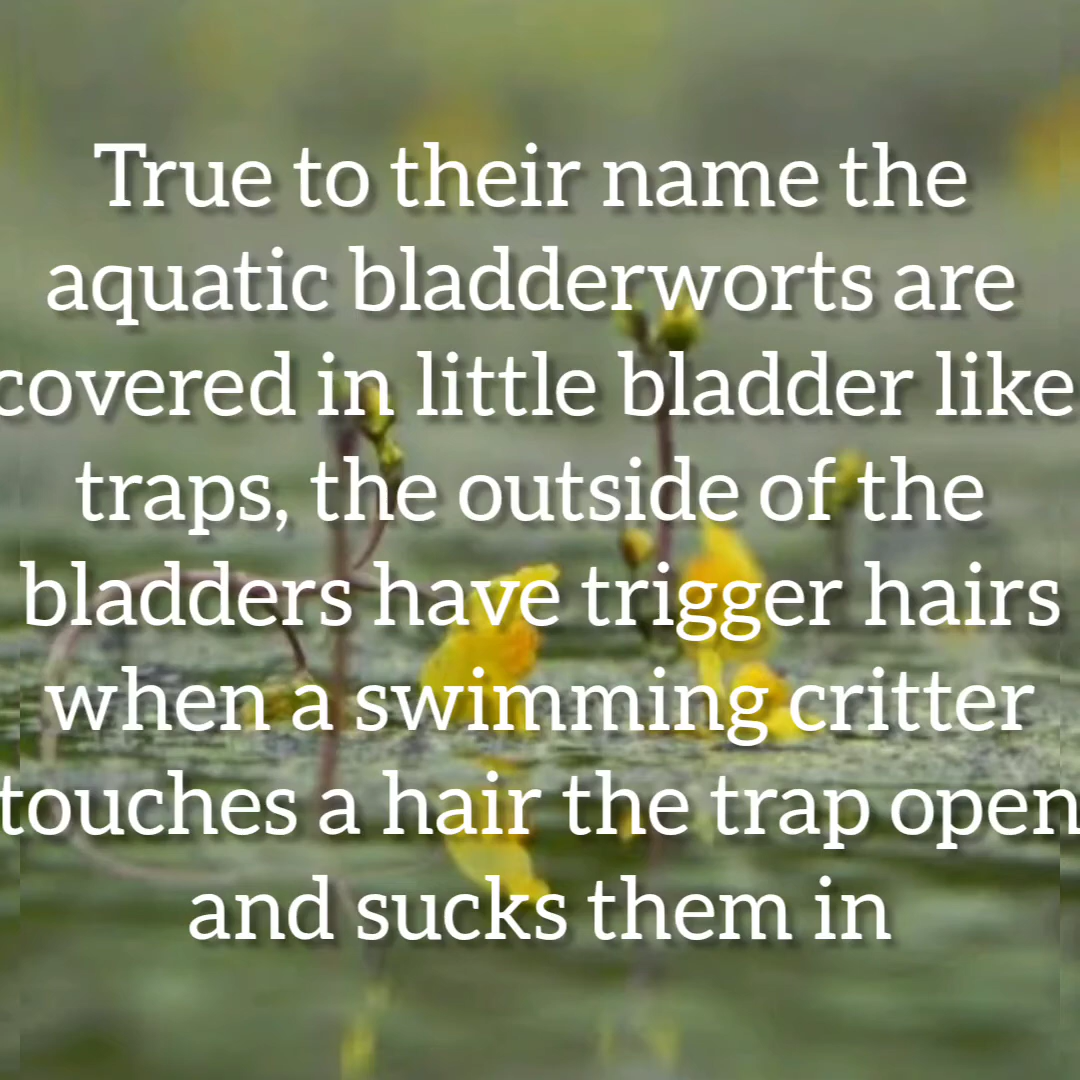 True to their name the
aquatic bladderworts are
covered in little bladder like
traps, the outside of the
bladders have trigger hairs
when a swimming critter
touches a hair the trap open
and sucks them in